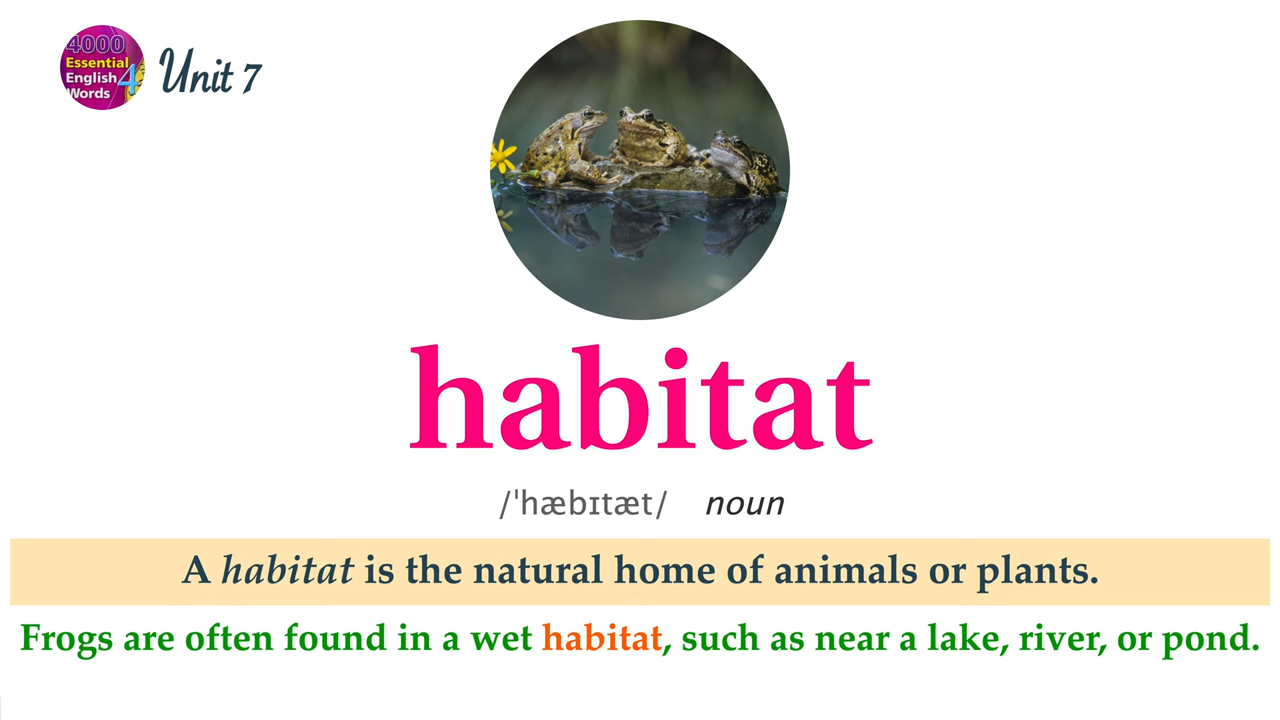 4000
Essential
English 4
Words
Unit 7
habitat
/ˈhæbɪtæt/ noun
A habitat is the natural home of animals or plants.
Frogs are often found in a wet habitat, such as near a lake, river, or pond.